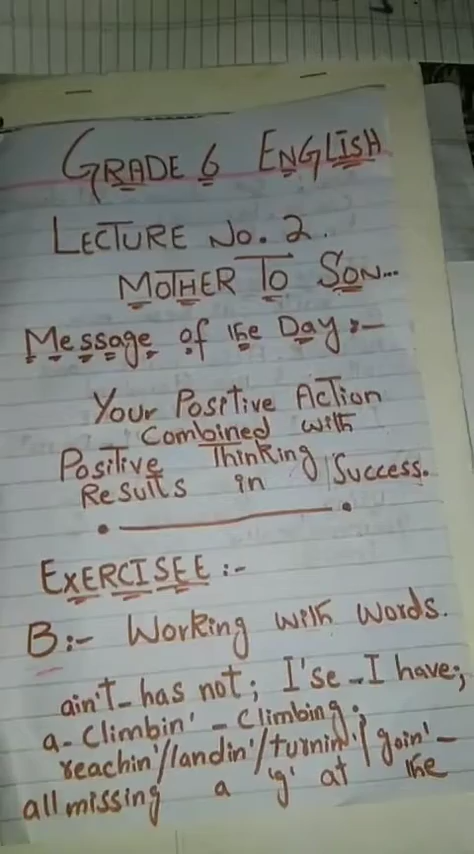 GRADE 6 ENGLISH
LECTURE No. 2.
MOTHER TO SON...
Message of the Day :-
Your Positive Action
Combined with
Positive Thinking
Results in Success.
EXERCISEE :-
B:- Working with words.
ain't - has not; I'se - I have;
a-Climbin' - Climbing;
reachin'/landin'/turnin'/goin' -
all missing a 'g' at the